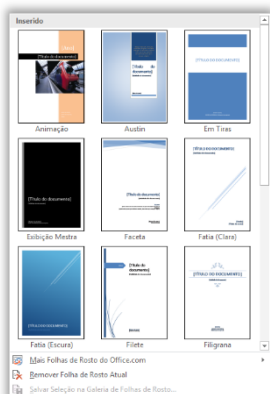 Inserido
[Título do documento]
[Título do documento]
[TÍTULO DO DOCUMENTO]
Animação
Austin
Em Tiras
[Título do documento]
[Título do documento]
[TÍTULO DO DOCUMENTO]
Exibição Mestra
Faceta
Fatia (Clara)
[TÍTULO DO DOCUMENTO]
[Título do documento]
[TÍTULO DO DOCUMENTO]
Fatia (Escura)
Filete
Filigrana
Mais Folhas de Rosto do Office.com
Remover Folha de Rosto Atual
Salvar Seleção na Galeria de Folhas de Rosto...